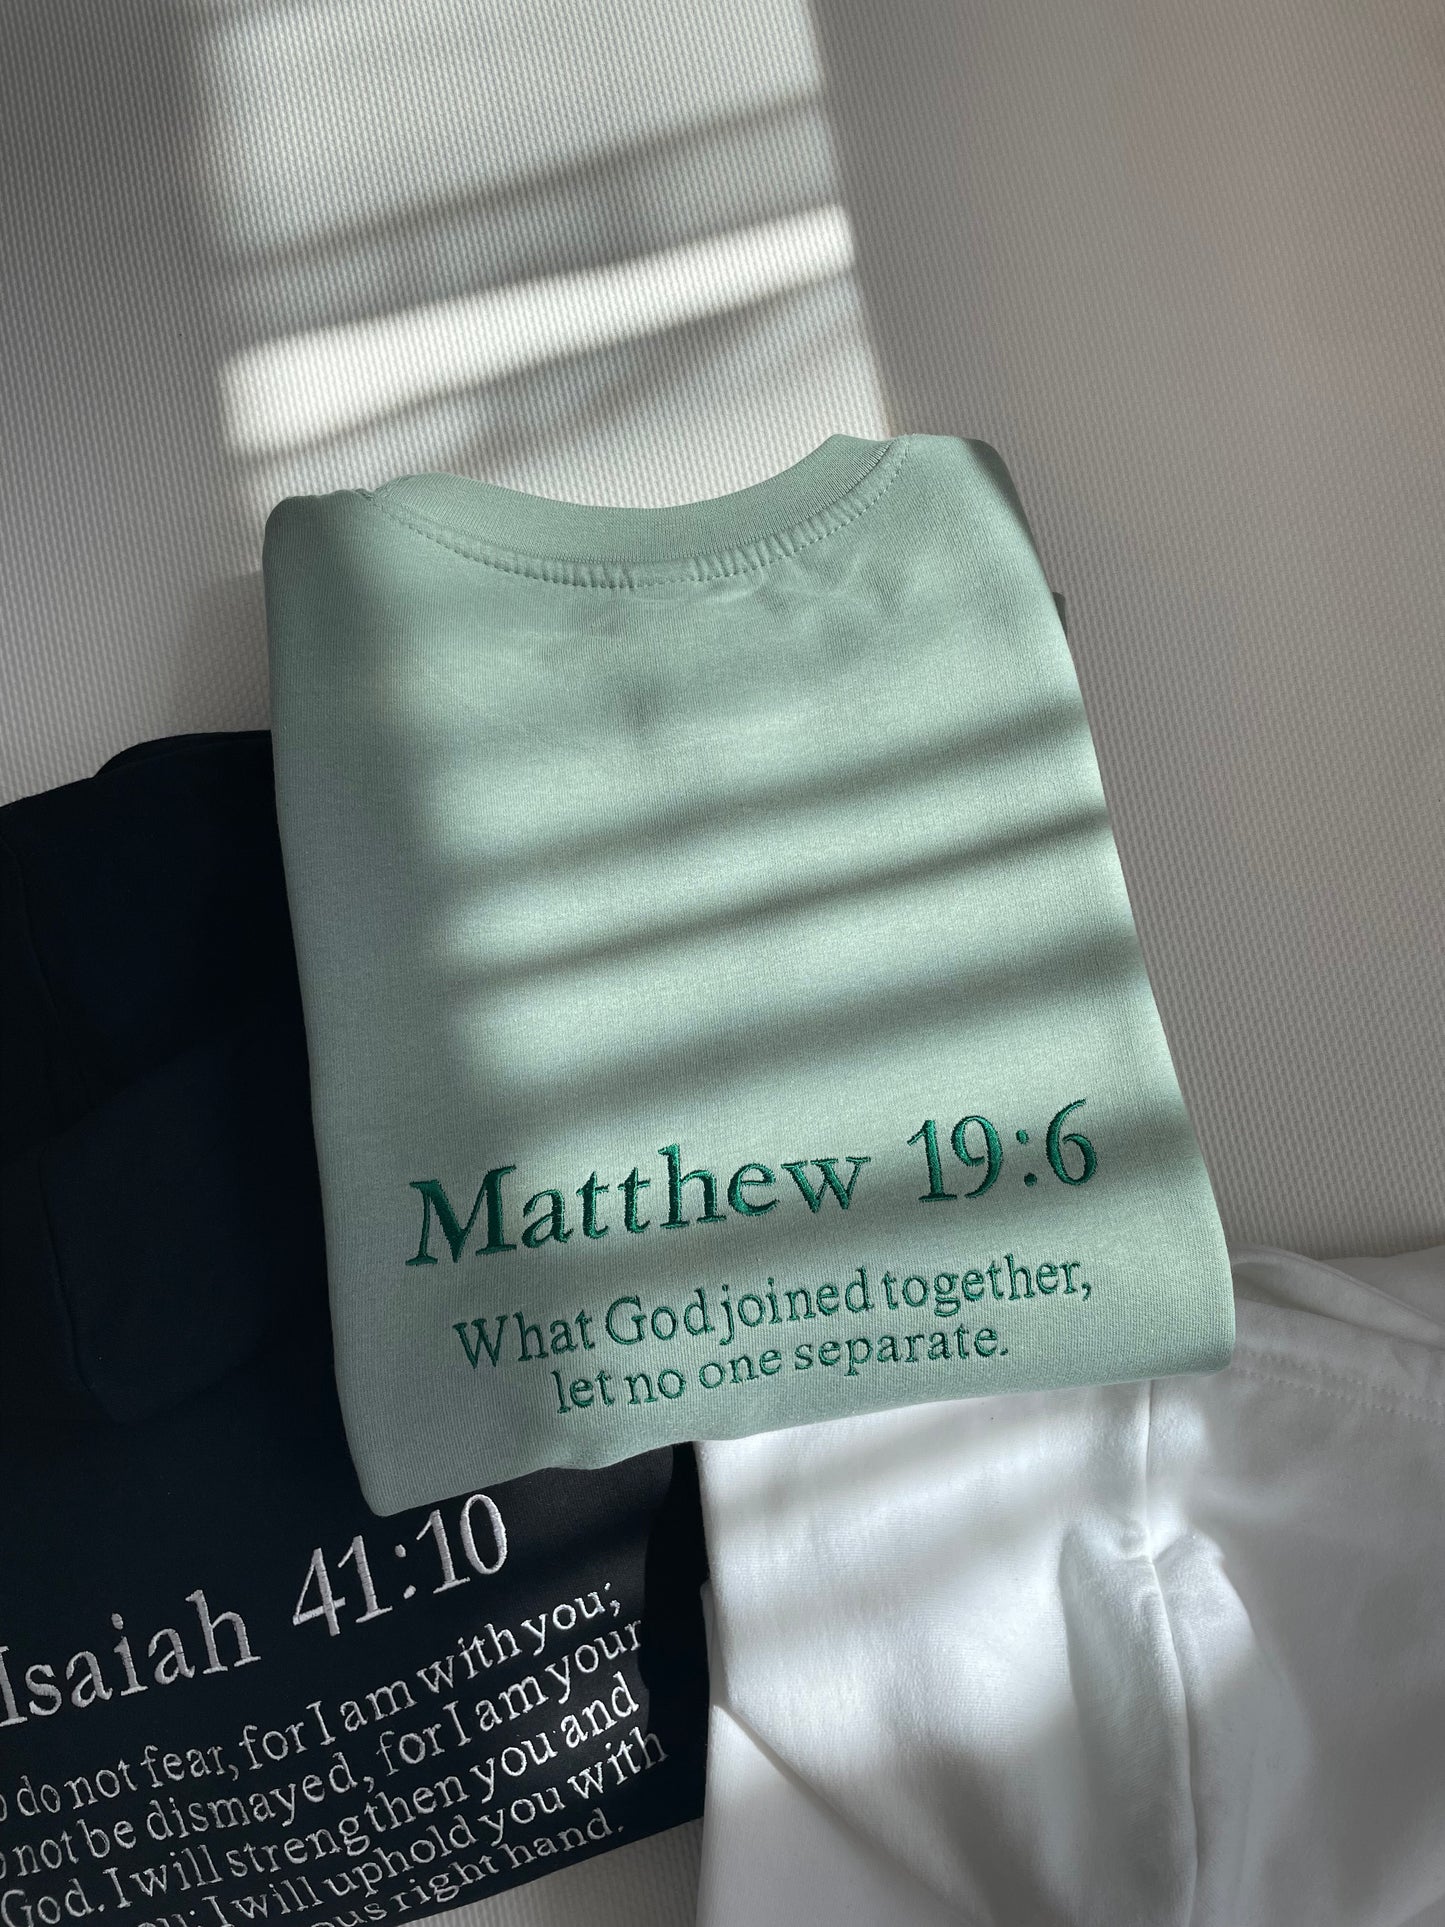 Matthew 19:6
What God joined together,
let no one separate.
Isaiah 41:10
do not fear, for I am with you;
not be dismayed, for I am your
God. I will strengthen you and
I will uphold you with
right hand.